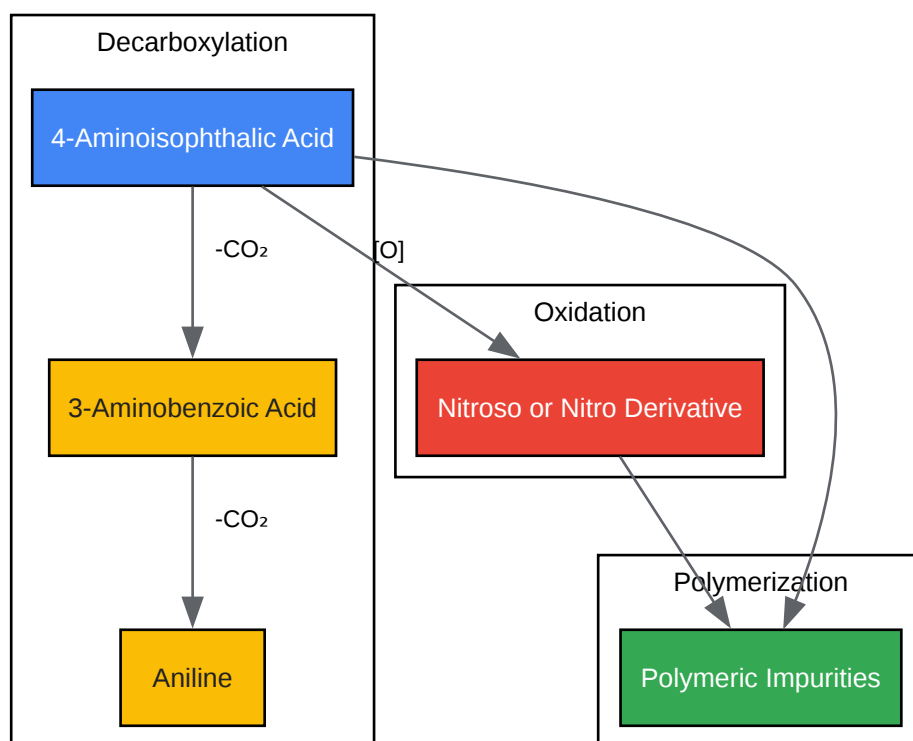 Decarboxylation
4-Aminoisophthalic Acid
-CO₂
[O]
Oxidation
3-Aminobenzoic Acid
Nitroso or Nitro Derivative
-CO₂
Polymerization
Aniline
Polymeric Impurities